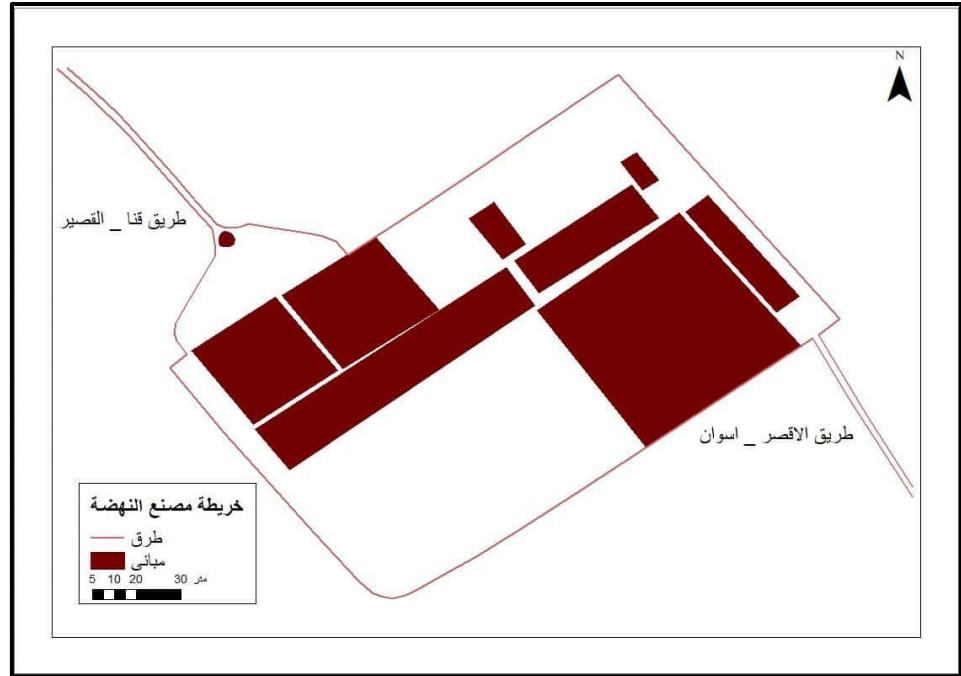 N
طريق قنا _ القصير
طريق الاقصر _ اسوان
خريطة مصنع النهضة
طرق
مبانى
5 10 20 30 متر